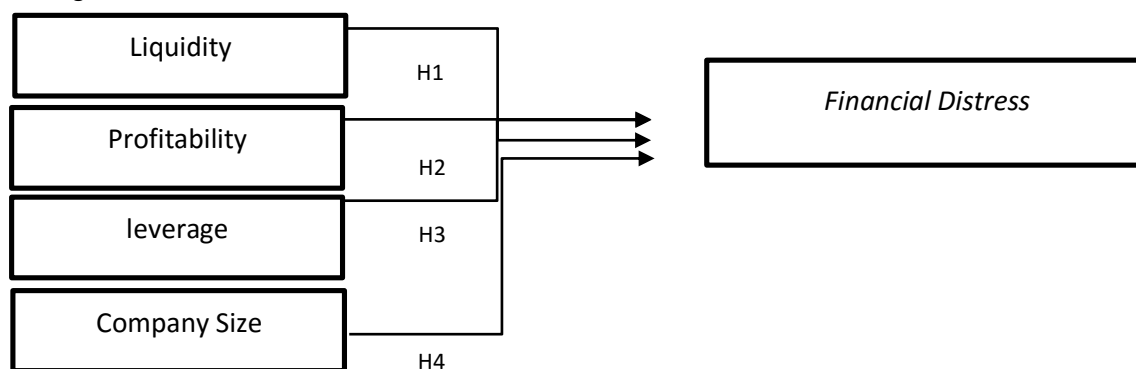 Liquidity
H1
Financial Distress
Profitability
H2
leverage
H3
Company Size
H4